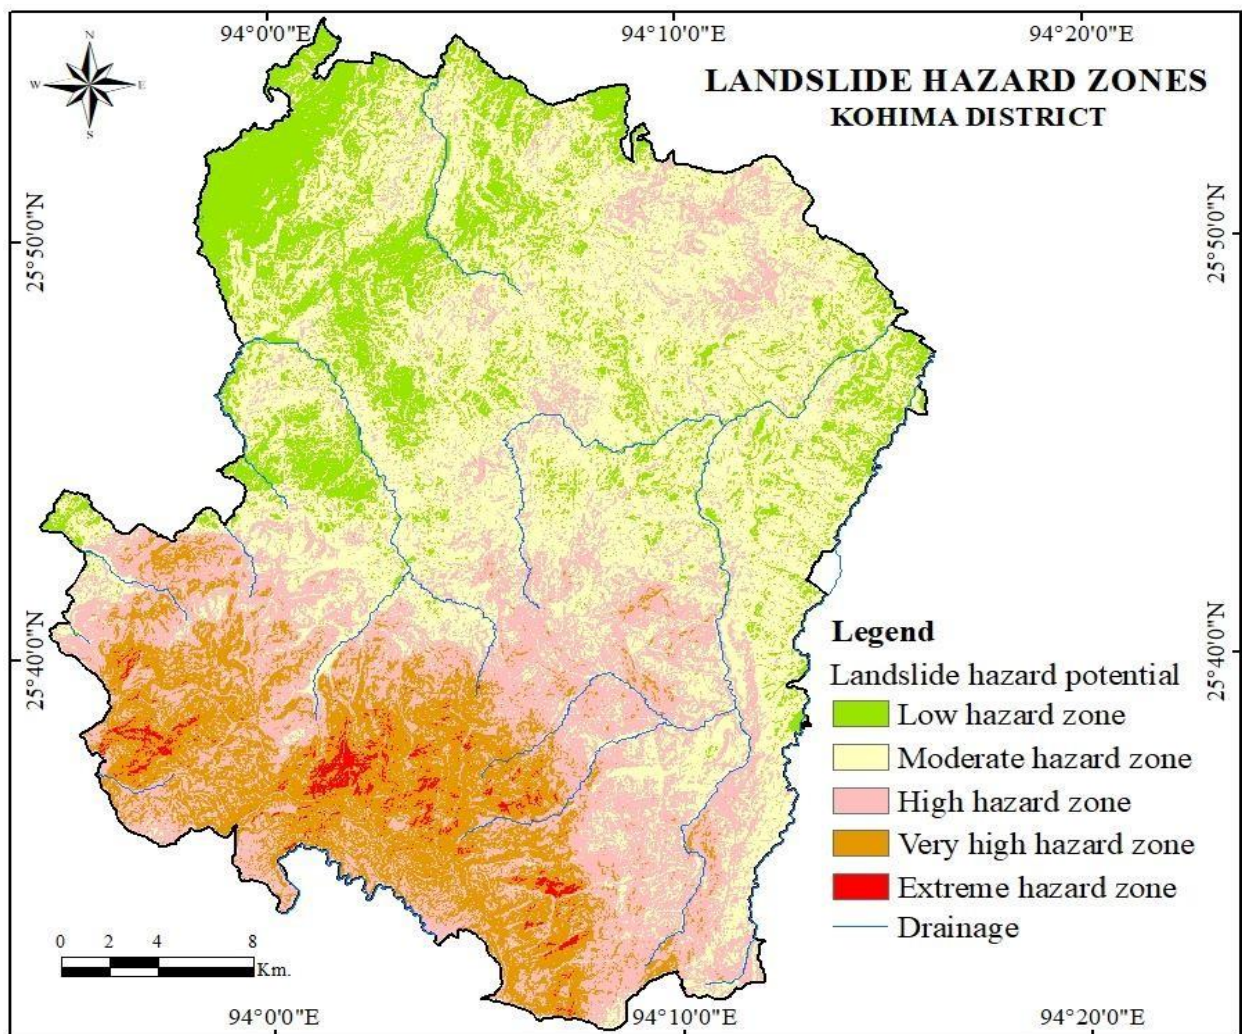 94°0'0"E 94°10'0"E 94°20'0"E
N
W E
S
LANDSLIDE HAZARD ZONES
KOHIMA DISTRICT
25°50'0"N 25°50'0"N
25°40'0"N 25°40'0"N
Legend
Landslide hazard potential
Low hazard zone
Moderate hazard zone
High hazard zone
Very high hazard zone
Extreme hazard zone
Drainage
0 2 4 8
Km.
94°0'0"E 94°10'0"E 94°20'0"E